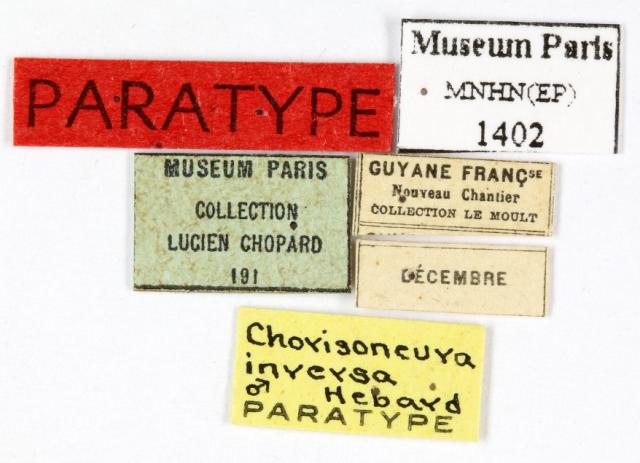 PARATYPE
Museum Paris
MNHN(EP)
1402
MUSEUM PARIS
COLLECTION
LUCIEN CHOPARD
191
GUYANE FRANÇSE
Nouveau Chantier
COLLECTION LE MOULT
DÉCEMBRE
Chorisoneura
inversa
♂ Hebard
PARATYPE